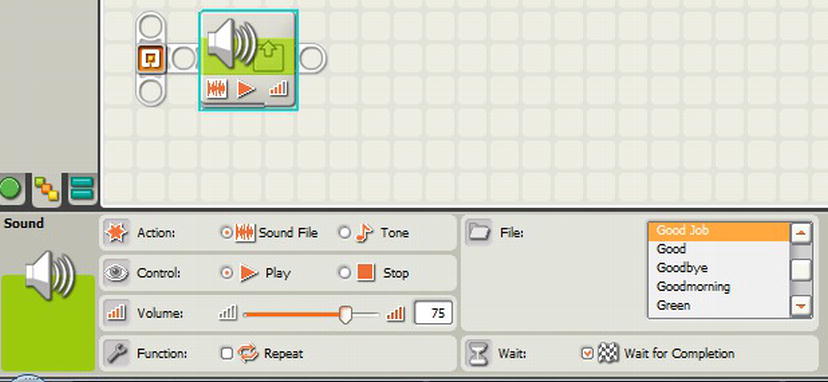 Sound
Action: Sound File Tone
Control: Play Stop
Volume: 75
Function: Repeat
File: Good Job
Good
Goodbye
Goodmorning
Green
Wait: Wait for Completion